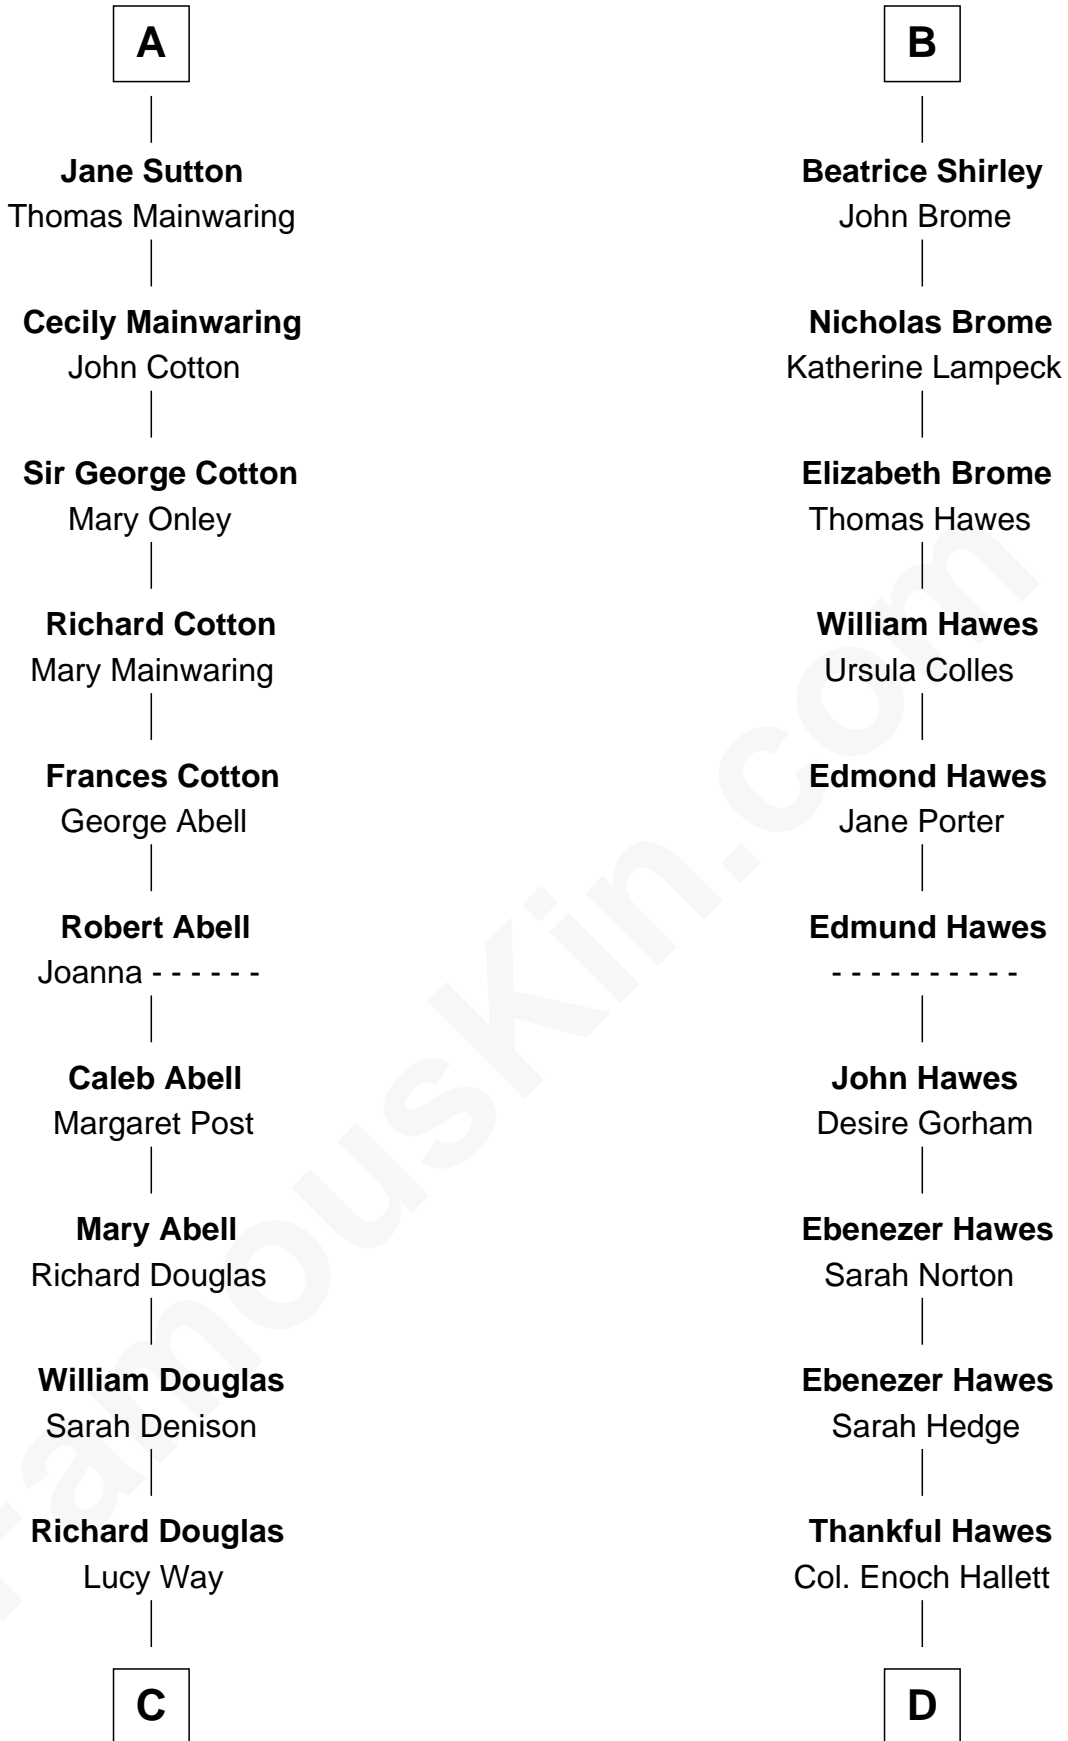 A
Jane Sutton
Thomas Mainwaring
Cecily Mainwaring
John Cotton
Sir George Cotton
Mary Onley
Richard Cotton
Mary Mainwaring
Frances Cotton
George Abell
Robert Abell
Joanna - - - - - -
Caleb Abell
Margaret Post
Mary Abell
Richard Douglas
William Douglas
Sarah Denison
Richard Douglas
Lucy Way
C
B
Beatrice Shirley
John Brome
Nicholas Brome
Katherine Lampeck
Elizabeth Brome
Thomas Hawes
William Hawes
Ursula Colles
Edmond Hawes
Jane Porter
Edmund Hawes
- - - - - - - - - -
John Hawes
Desire Gorham
Ebenezer Hawes
Sarah Norton
Ebenezer Hawes
Sarah Hedge
Thankful Hawes
Col. Enoch Hallett
D
FamousKin.com